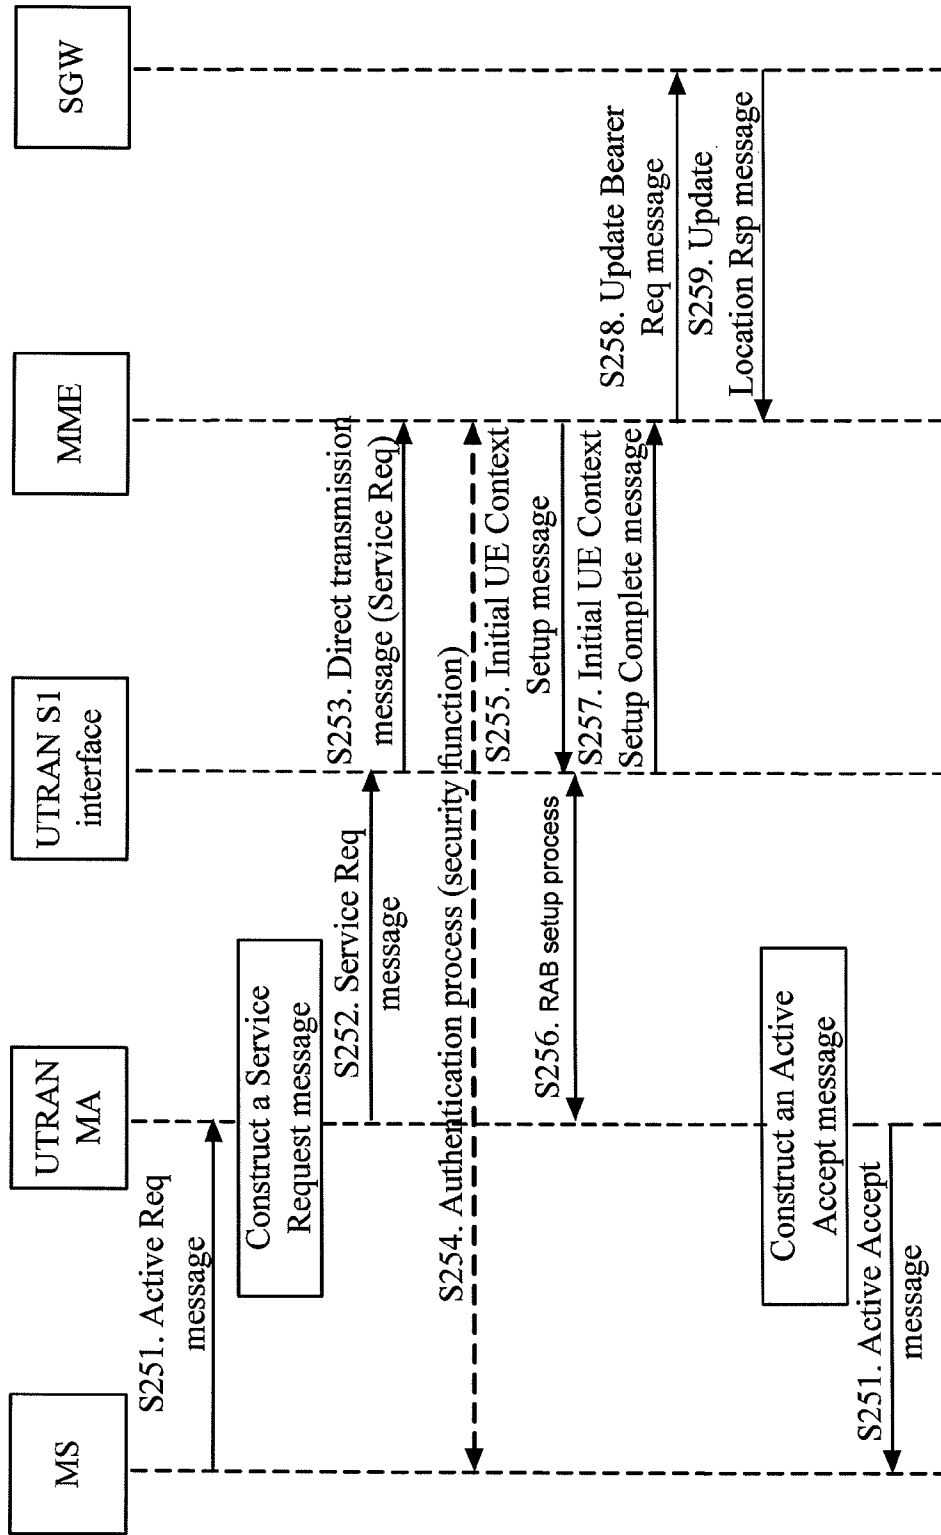 MS
UTRAN
MA
UTRAN S1
interface
MME
SGW
S251. Active Req
message
Construct a Service
Request message
S252. Service Req
message
S253. Direct transmission
message (Service Req)
S254. Authentication process (security function)
S255. Initial UE Context
Setup message
S256. RAB setup process
S257. Initial UE Context
Setup Complete message
S258. Update Bearer
Req message
S259. Update
Location Rsp message
Construct an Active
Accept message
S251. Active Accept
message